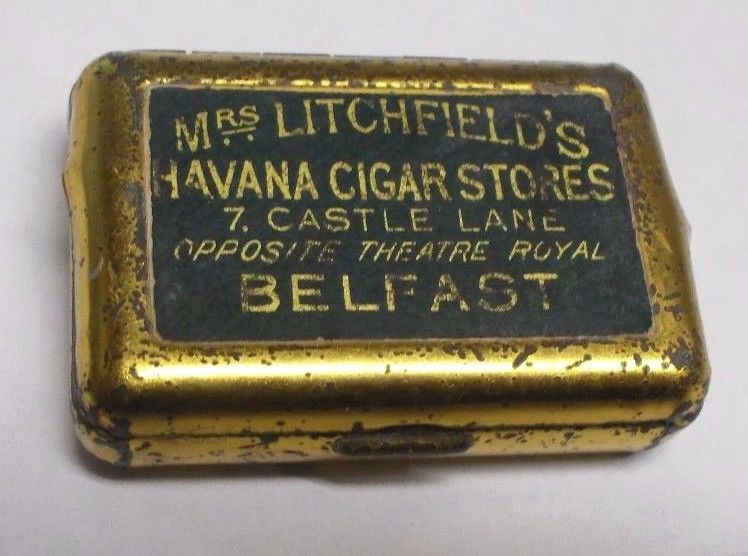 MRS LITCHFIELD'S
HAVANA CIGAR STORES
7, CASTLE LANE
OPPOSITE THEATRE ROYAL
BELFAST